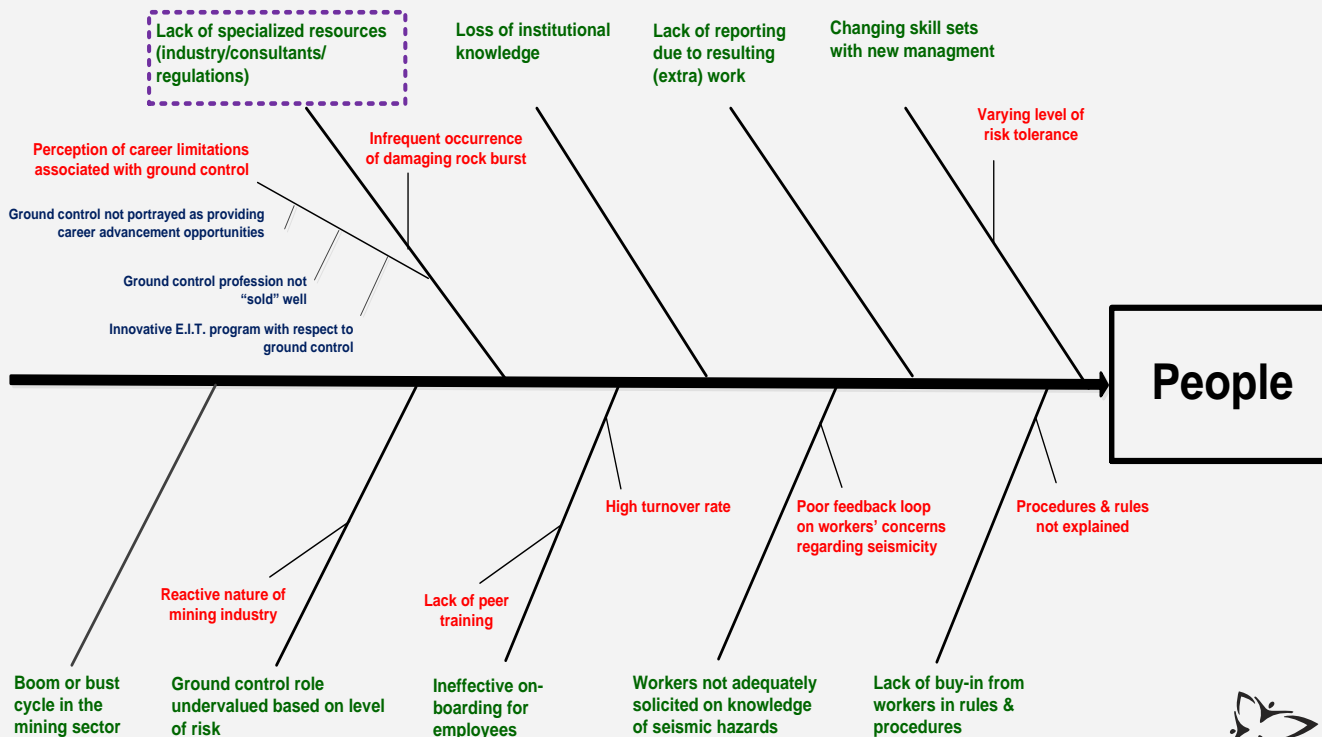 Lack of specialized resources
(industry/consultants/
regulations)
Loss of institutional
knowledge
Lack of reporting
due to resulting
(extra) work
Changing skill sets
with new managment
Perception of career limitations
associated with ground control
Infrequent occurrence
of damaging rock burst
Varying level of
risk tolerance
Ground control not portrayed as providing
career advancement opportunities
Ground control profession not
“sold” well
Innovative E.I.T. program with respect to
ground control
People
High turnover rate
Poor feedback loop
on workers’ concerns
regarding seismicity
Procedures & rules
not explained
Reactive nature of
mining industry
Lack of peer
training
Boom or bust
cycle in the
mining sector
Ground control role
undervalued based on level
of risk
Ineffective on-
boarding for
employees
Workers not adequately
solicited on knowledge
of seismic hazards
Lack of buy-in from
workers in rules &
procedures